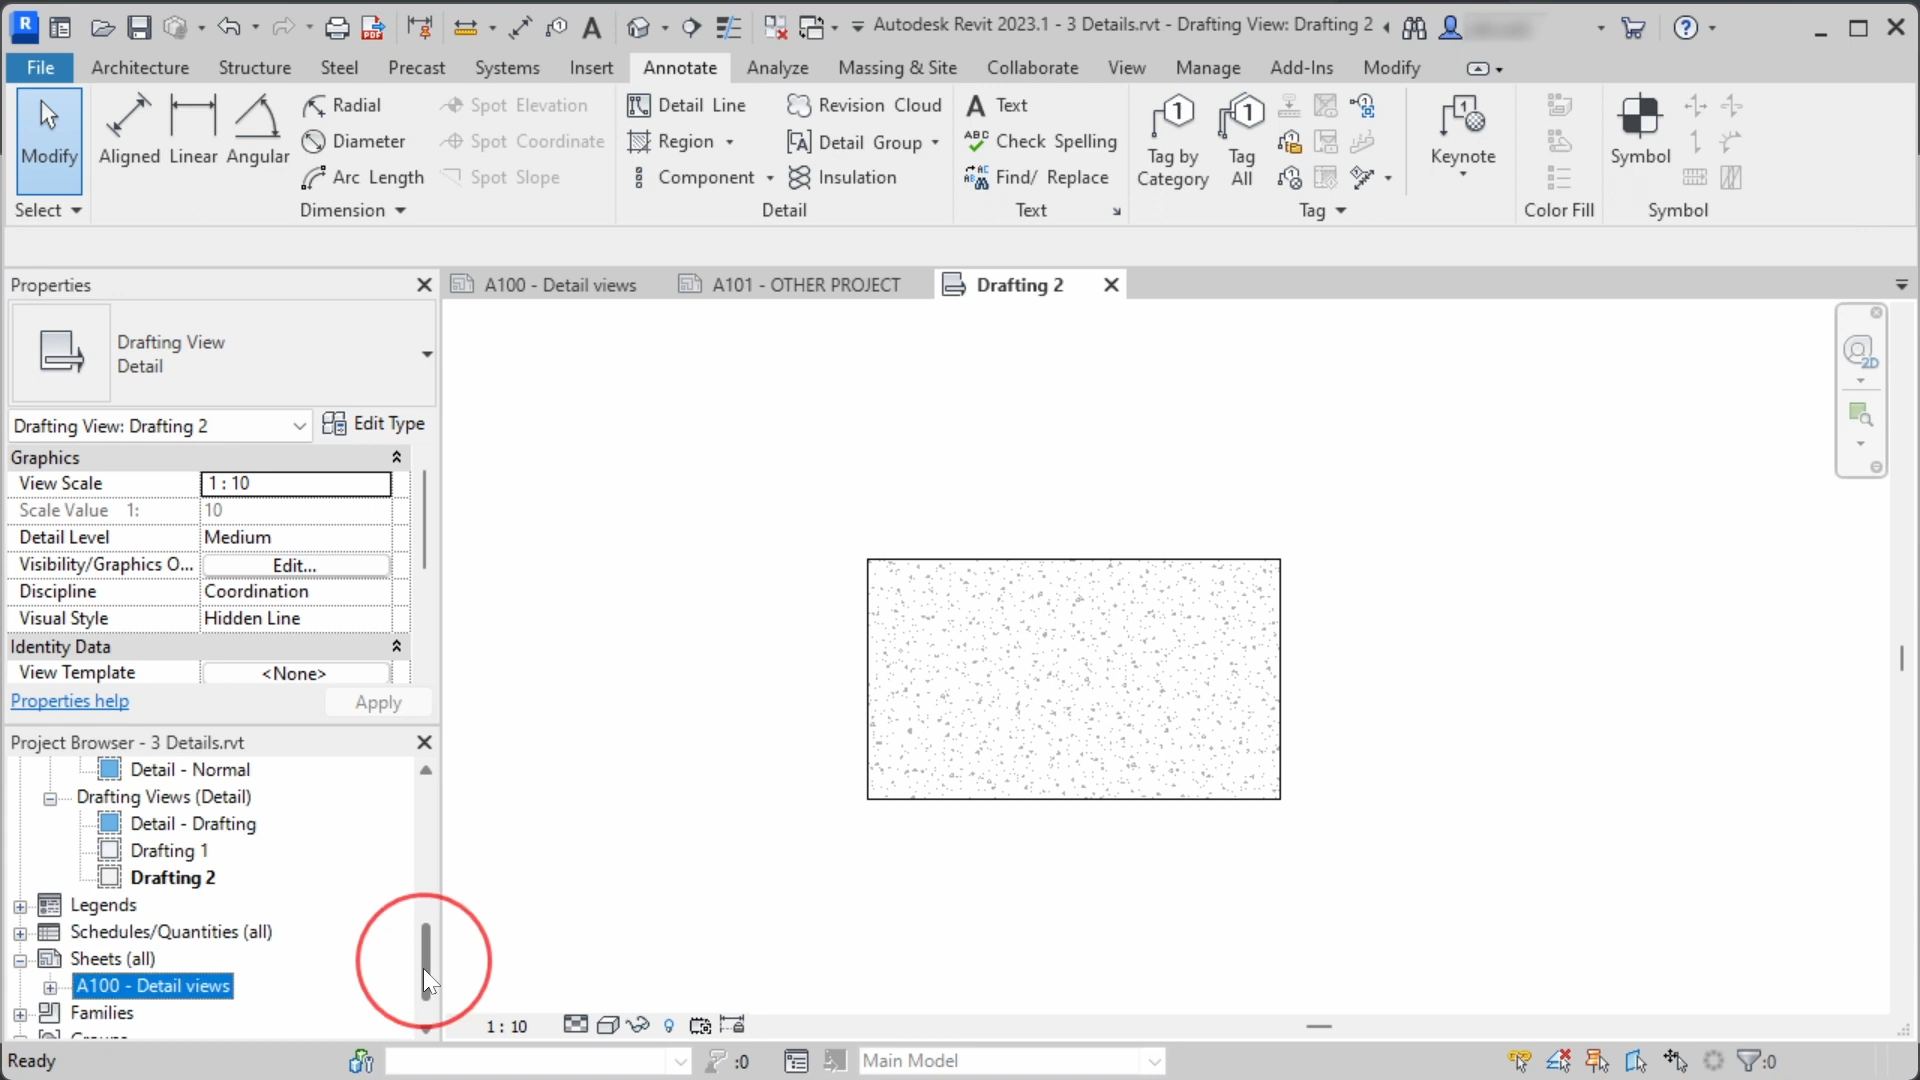 Autodesk Revit 2023.1 - 3 Details.rvt - Drafting View: Drafting 2
File Architecture Structure Steel Precast Systems Insert Annotate Analyze Massing & Site Collaborate View Manage Add-Ins Modify
Modify
Aligned Linear Angular
Radial
Diameter
Arc Length
Spot Elevation
Spot Coordinate
Spot Slope
Detail Line
Region
Component
Revision Cloud
Detail Group
Insulation
Text
Check Spelling
Find/ Replace
Tag by Category
Tag All
Keynote
Symbol
Select Dimension Detail Text Tag Color Fill Symbol
Properties
A100 - Detail views A101 - OTHER PROJECT Drafting 2
Drafting View
Detail
Drafting View: Drafting 2 Edit Type
Graphics
View Scale 1 : 10
Scale Value 1: 10
Detail Level Medium
Visibility/Graphics O... Edit...
Discipline Coordination
Visual Style Hidden Line
Identity Data
View Template <None>
Properties help Apply
Project Browser - 3 Details.rvt
Detail - Normal
Drafting Views (Detail)
Detail - Drafting
Drafting 1
Drafting 2
Legends
Schedules/Quantities (all)
Sheets (all)
A100 - Detail views
Families
1 : 10
Ready :0 Main Model :0